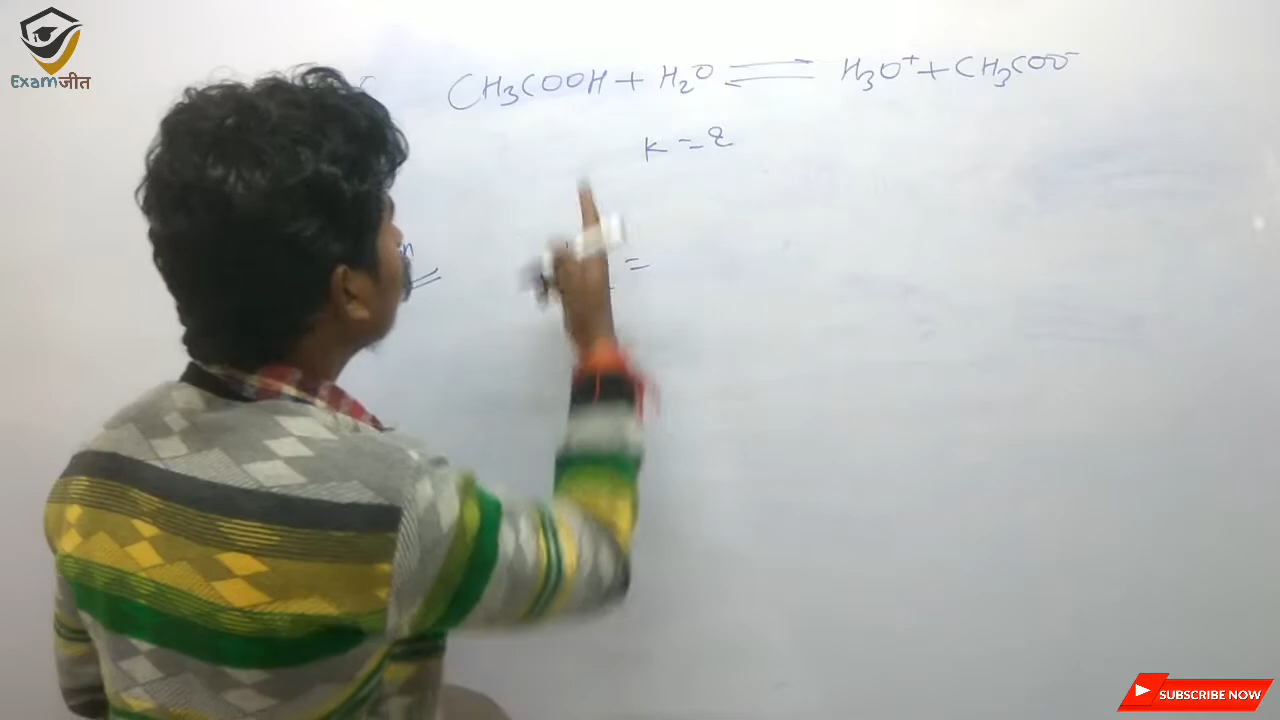 Examजीत
CH₃COOH + H₂O ⇌ H₃O⁺ + CH₃COO⁻
K =
=
SUBSCRIBE NOW